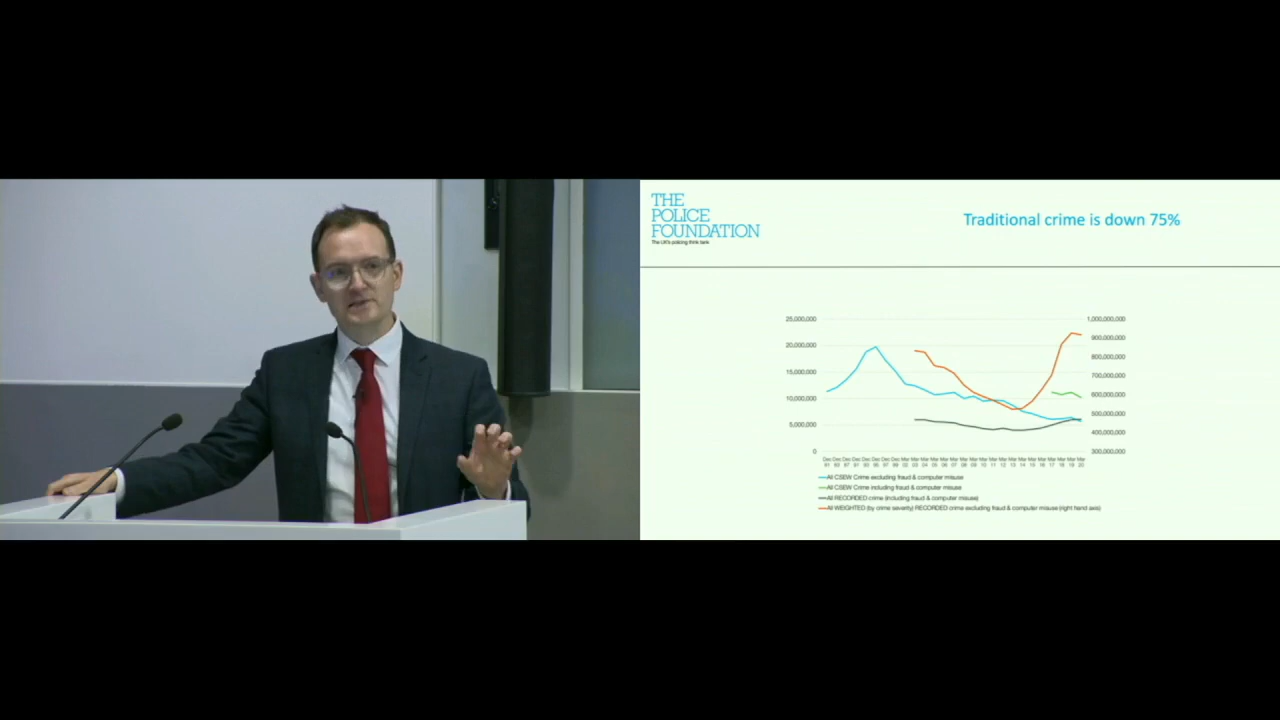 THE
POLICE
FOUNDATION
The UK's policing think tank
Traditional crime is down 75%
25,000,000
20,000,000
15,000,000
10,000,000
5,000,000
0
1,000,000,000
900,000,000
800,000,000
700,000,000
600,000,000
500,000,000
400,000,000
300,000,000
All CSEW Crime excluding fraud & computer misuse
All CSEW Crime including fraud & computer misuse
All RECORDED crime (including fraud & computer misuse)
All WEIGHTED (by crime severity) RECORDED crime excluding fraud & computer misuse (right hand axis)